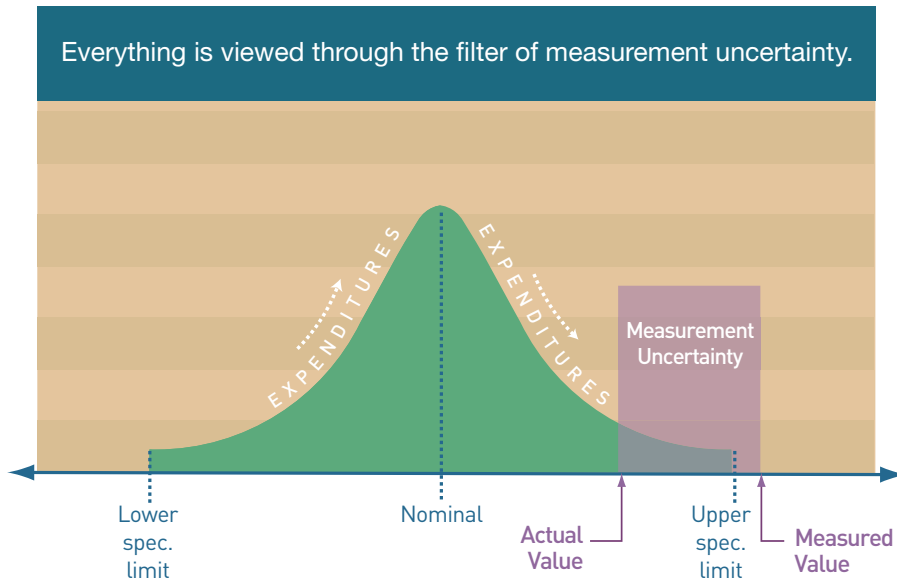 Everything is viewed through the filter of measurement uncertainty.
EXPENDITURES
EXPENDITURES
Measurement
Uncertainty
Lower
spec.
limit
Nominal
Actual
Value
Upper
spec.
limit
Measured
Value